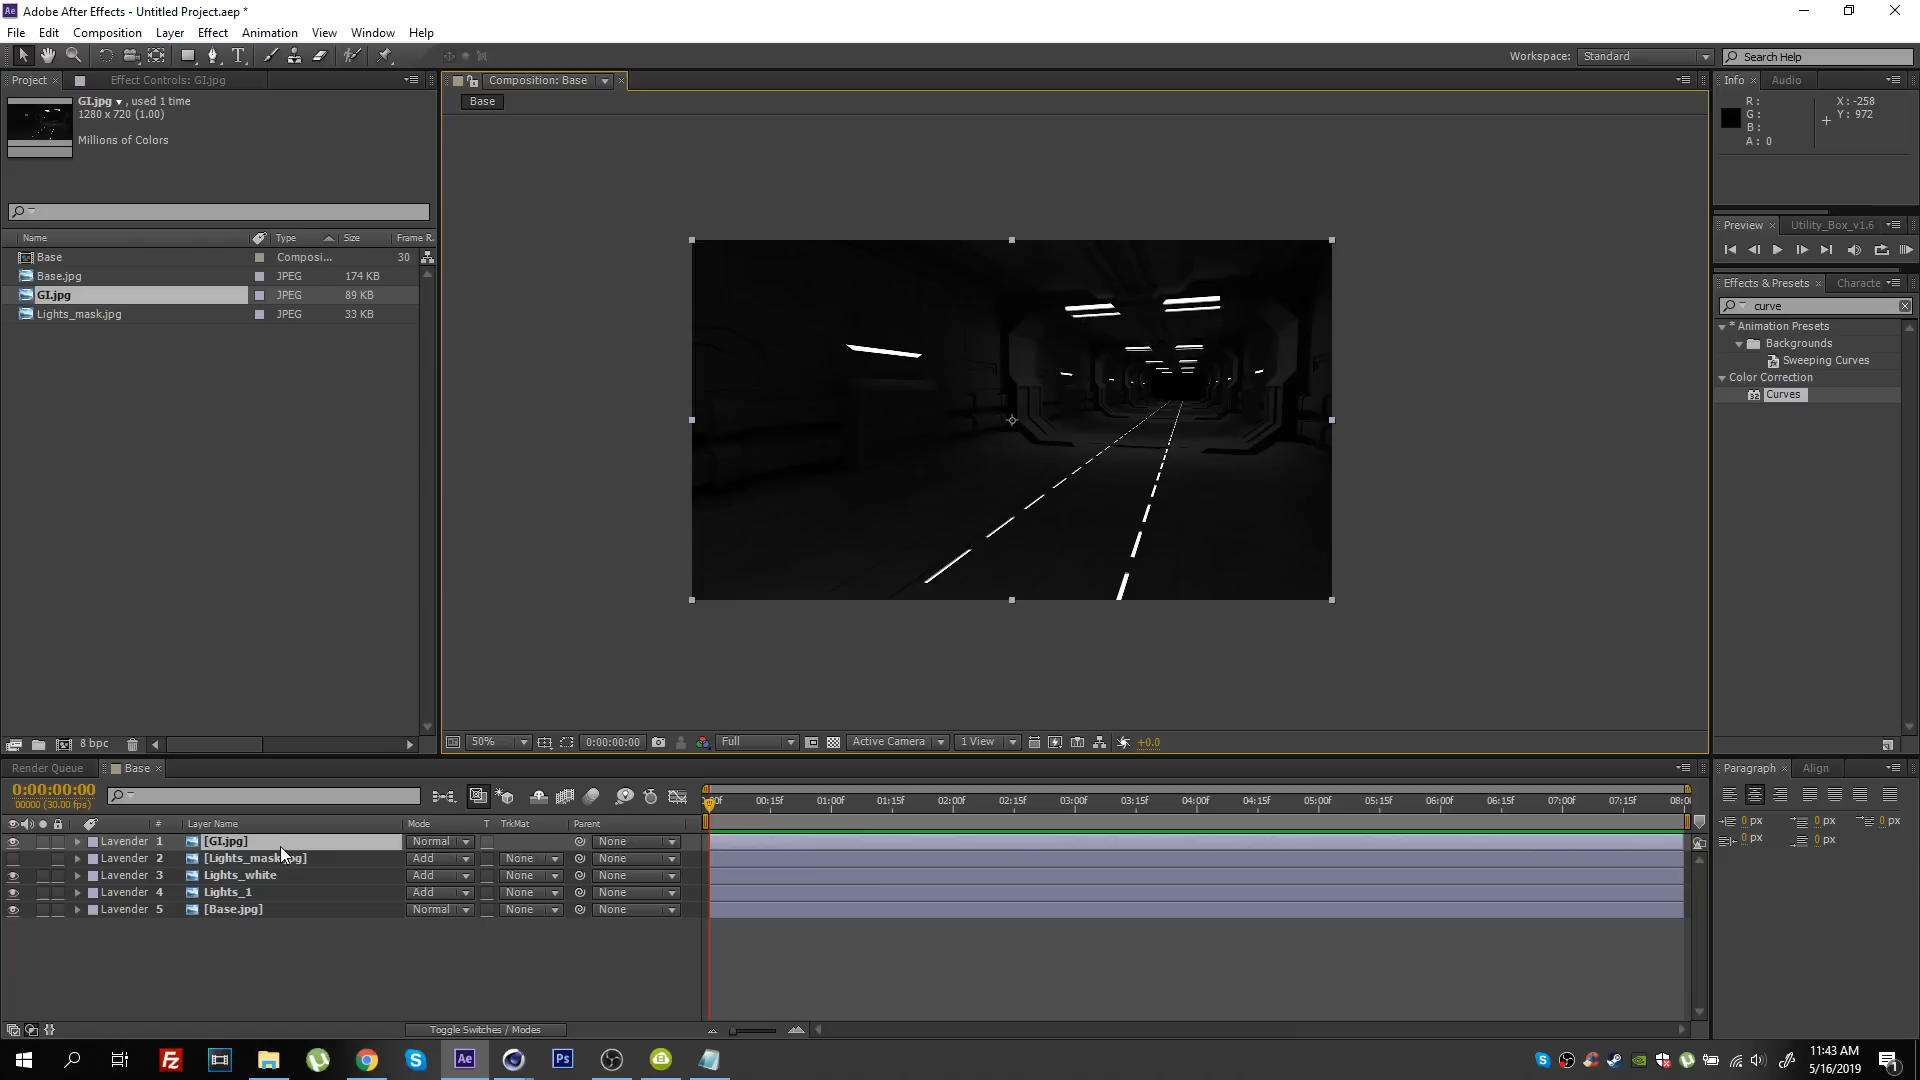 Adobe After Effects - Untitled Project.aep *
File Edit Composition Layer Effect Animation View Window Help
Workspace: Standard Search Help
Project Effect Controls: GI.jpg
GI.jpg , used 1 time
1280 x 720 (1.00)
Millions of Colors
Name Type Size Frame R.
Base Composi... 30
Base.jpg JPEG 174 KB
GI.jpg JPEG 89 KB
Lights_mask.jpg JPEG 33 KB
8 bpc
Composition: Base
Base
50% 0:00:00:00 Full Active Camera 1 View +0.0
Info Audio
R: X: -258
G: Y: 972
B:
A: 0
Preview Utility_Box_v1.6
Effects & Presets Characte
curve
* Animation Presets
Backgrounds
Sweeping Curves
Color Correction
32 Curves
Render Queue Base
0:00:00:00
00000 (30.00 fps)
:00f 00:15f 01:00f 01:15f 02:00f 02:15f 03:00f 03:15f 04:00f 04:15f 05:00f 05:15f 06:00f 06:15f 07:00f 07:15f 08:0
# Layer Name Mode T TrkMat Parent
Lavender 1 [GI.jpg] Normal None
Lavender 2 [Lights_mask.jpg] Add None None
Lavender 3 Lights_white Add None None
Lavender 4 Lights_1 Add None None
Lavender 5 [Base.jpg] Normal None None
Toggle Switches / Modes
Paragraph Align
0 px 0 px 0 px
0 px 0 px
11:43 AM
5/16/2019